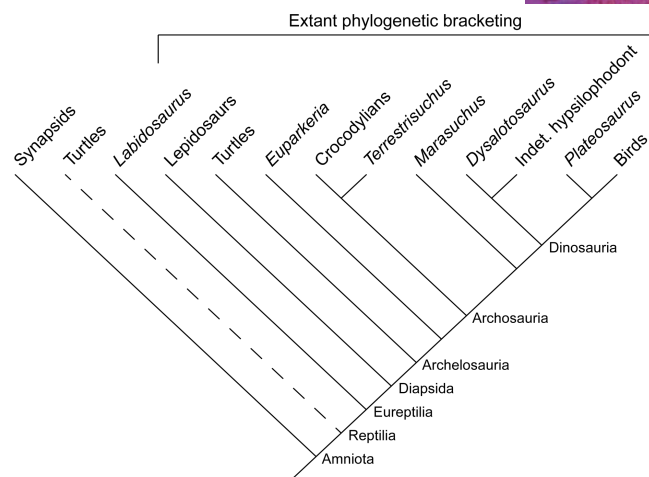 Extant phylogenetic bracketing
Synapsids
Turtles
Labidosaurus
Lepidosaurs
Turtles
Euparkeria
Crocodylians
Terrestrisuchus
Marasuchus
Dysalotosaurus
Indet. hypsilophodont
Plateosaurus
Birds
Dinosauria
Archosauria
Archelosauria
Diapsida
Eureptilia
Reptilia
Amniota